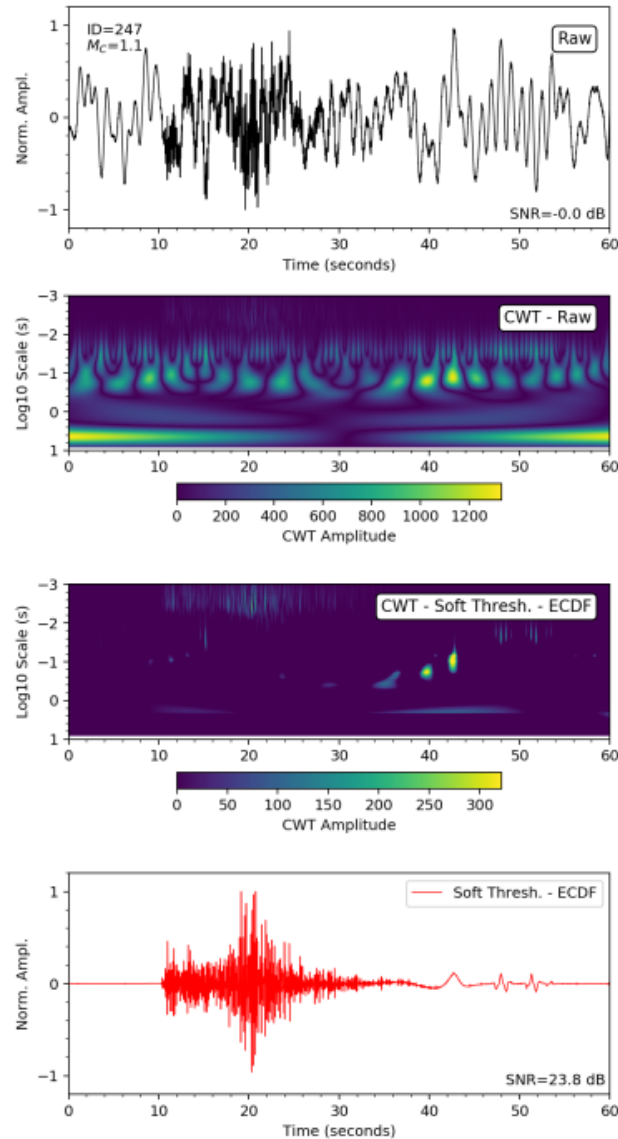 ID=247
M_C=1.1
Raw
Norm. Ampl.
1
0
−1
SNR=-0.0 dB
0 10 20 30 40 50 60
Time (seconds)
CWT - Raw
Log10 Scale (s)
−3
−2
−1
0
1
0 10 20 30 40 50 60
0 200 400 600 800 1000 1200
CWT Amplitude
CWT - Soft Thresh. - ECDF
Log10 Scale (s)
−3
−2
−1
0
1
0 10 20 30 40 50 60
0 50 100 150 200 250 300
CWT Amplitude
Soft Thresh. - ECDF
Norm. Ampl.
1
0
−1
SNR=23.8 dB
0 10 20 30 40 50 60
Time (seconds)